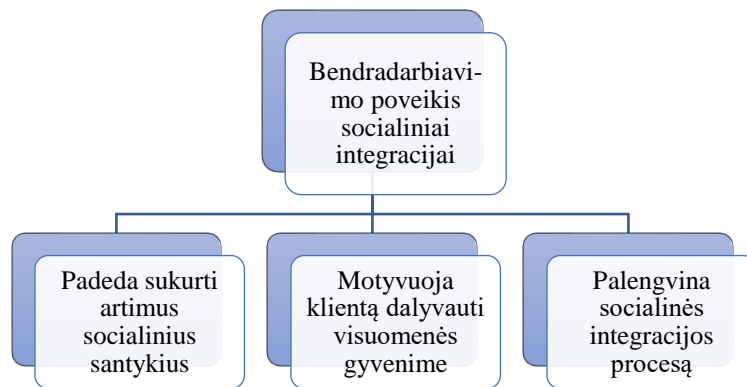 Bendradarbiavi-
mo poveikis
socialiniai
integracijai
Padeda sukurti
artimus
socialinius
santykius
Motyvuoja
klientą dalyvauti
visuomenės
gyvenime
Palengvina
socialinės
integracijos
procesą